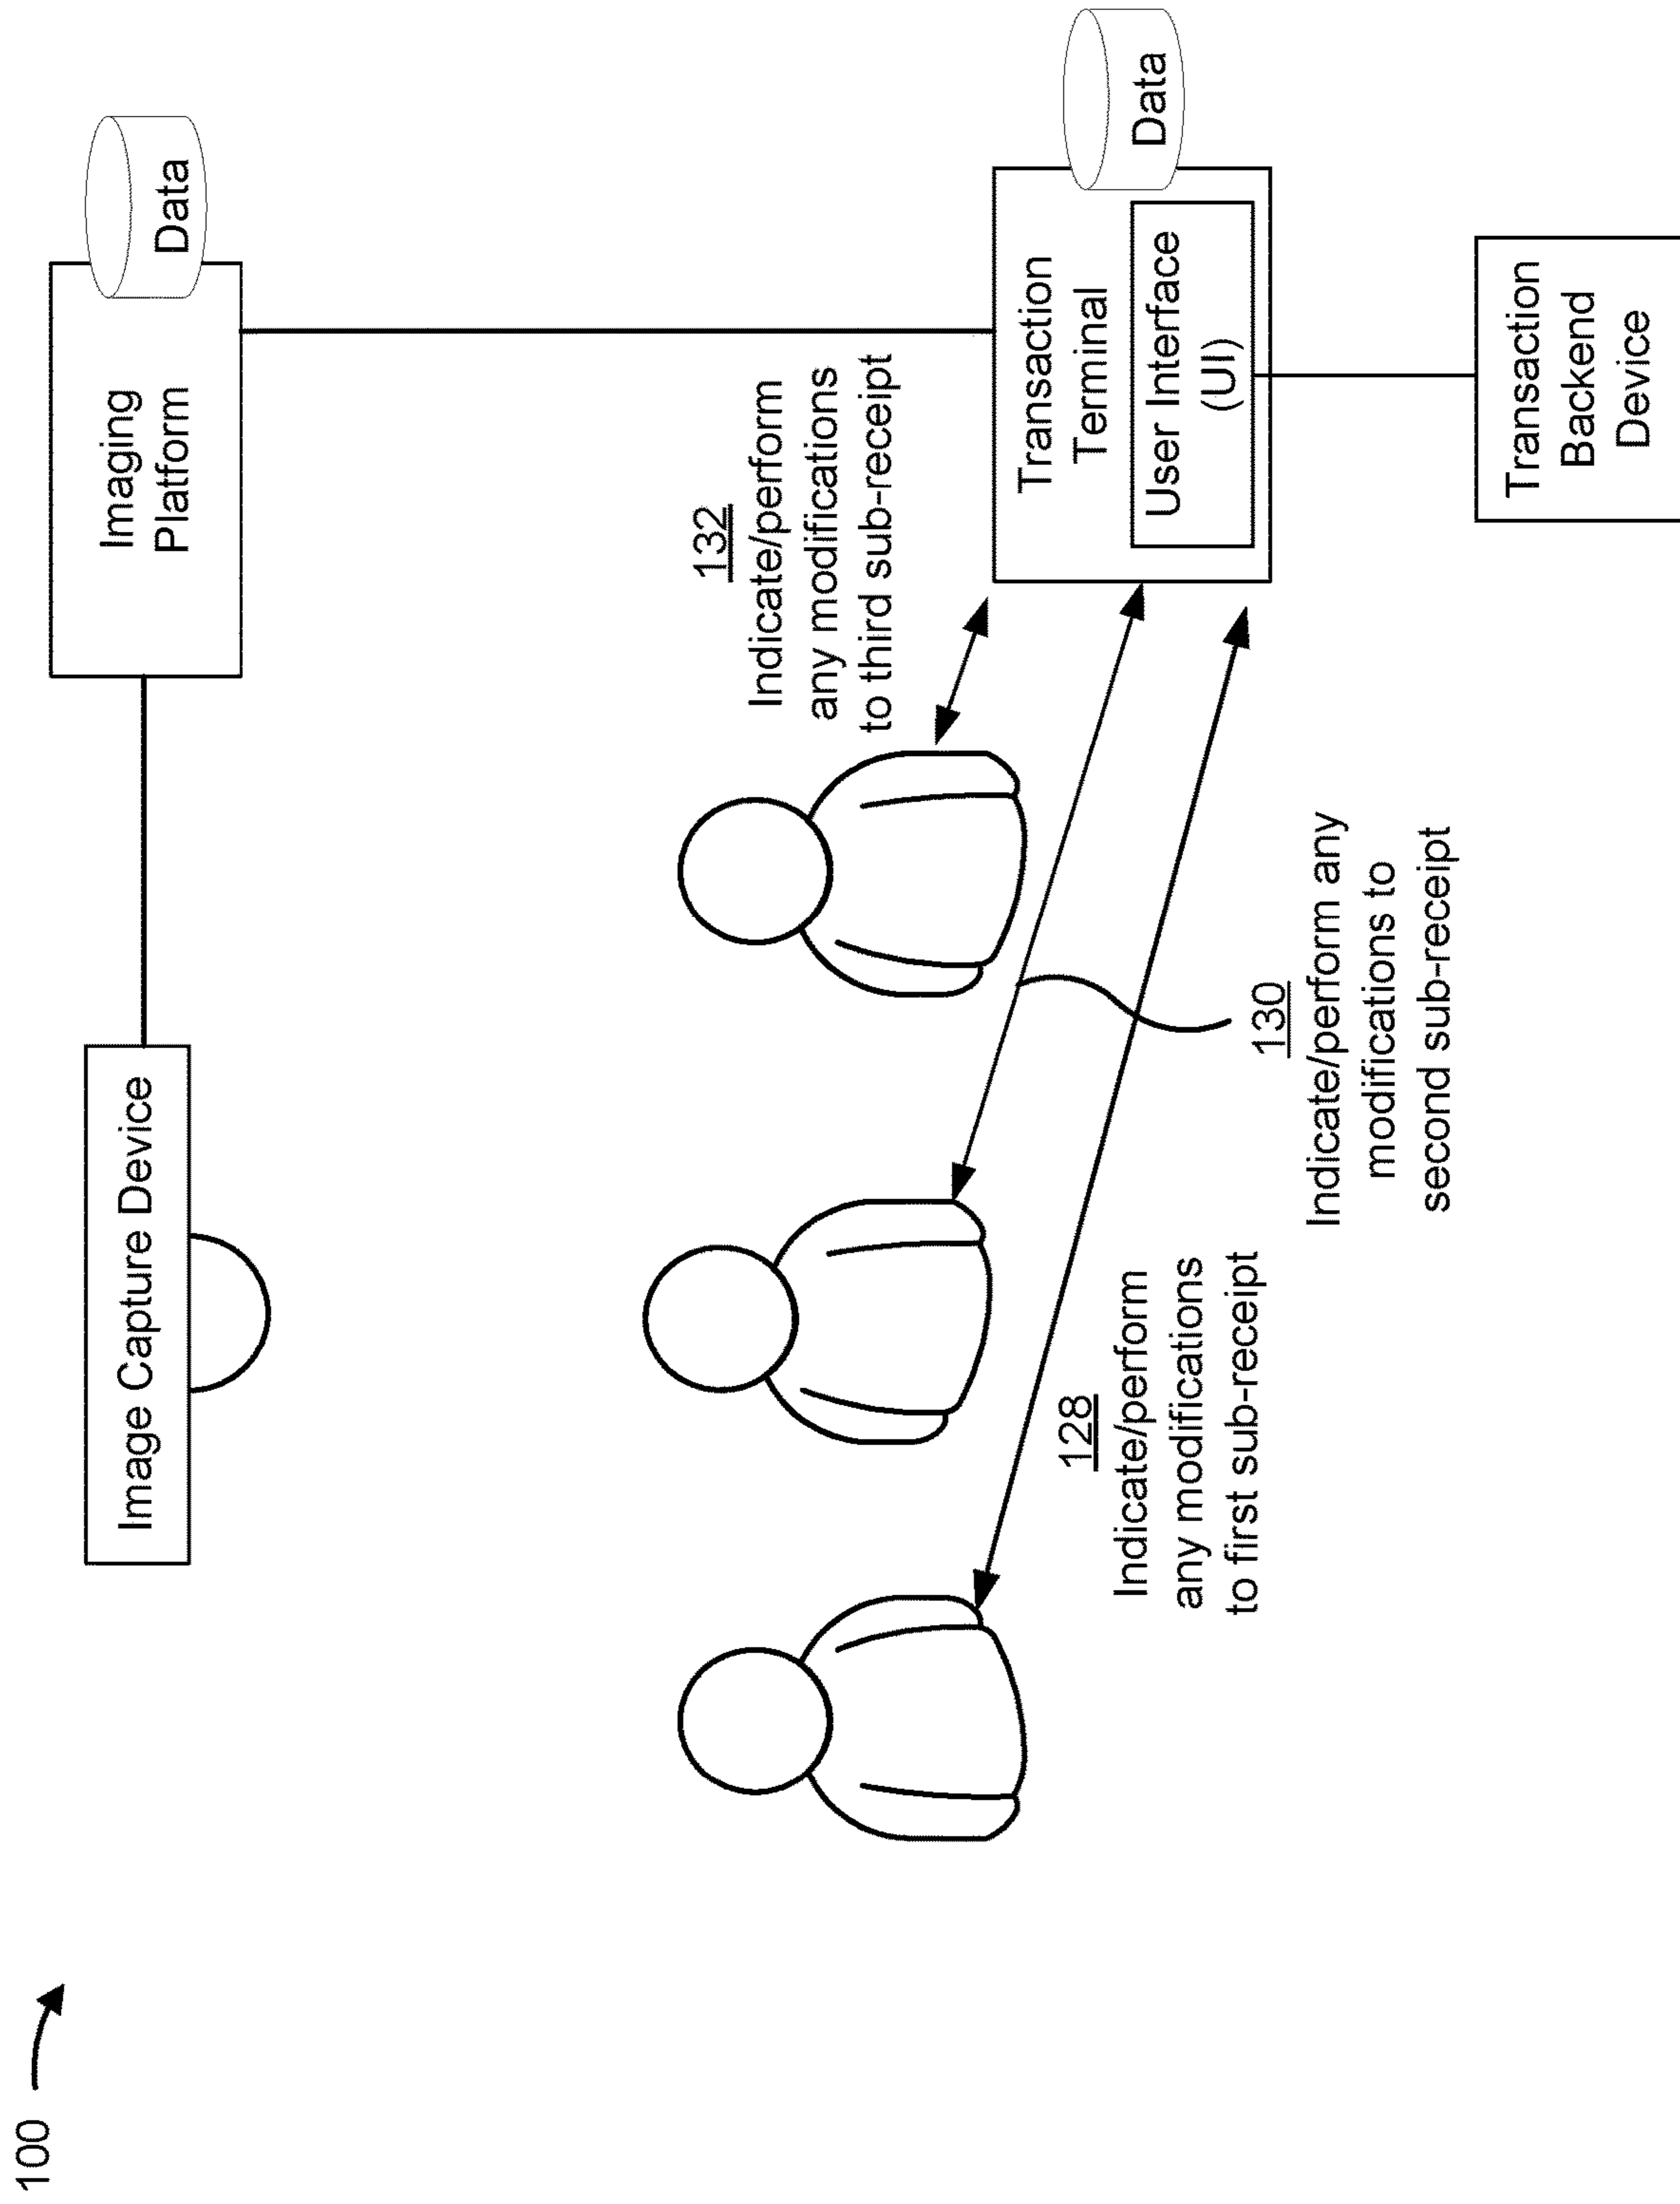 100
Image Capture Device
Imaging
Platform
Data
132
Indicate/perform
any modifications
to third sub-receipt
128
Indicate/perform
any modifications
to first sub-receipt
130
Indicate/perform any
modifications to
second sub-receipt
Transaction
Terminal
User Interface
(UI)
Data
Transaction
Backend
Device